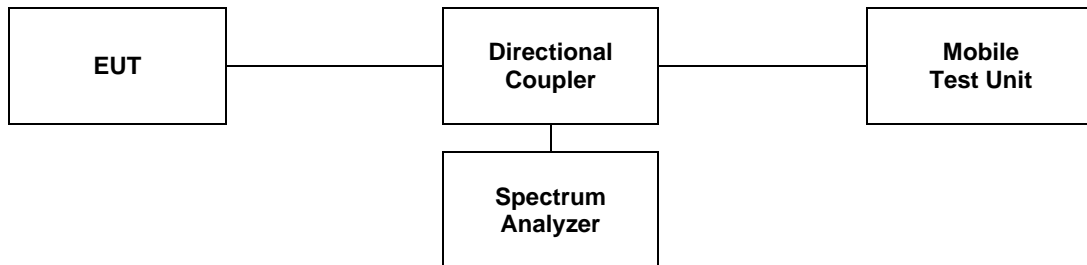 EUT
Directional
Coupler
Mobile
Test Unit
Spectrum
Analyzer